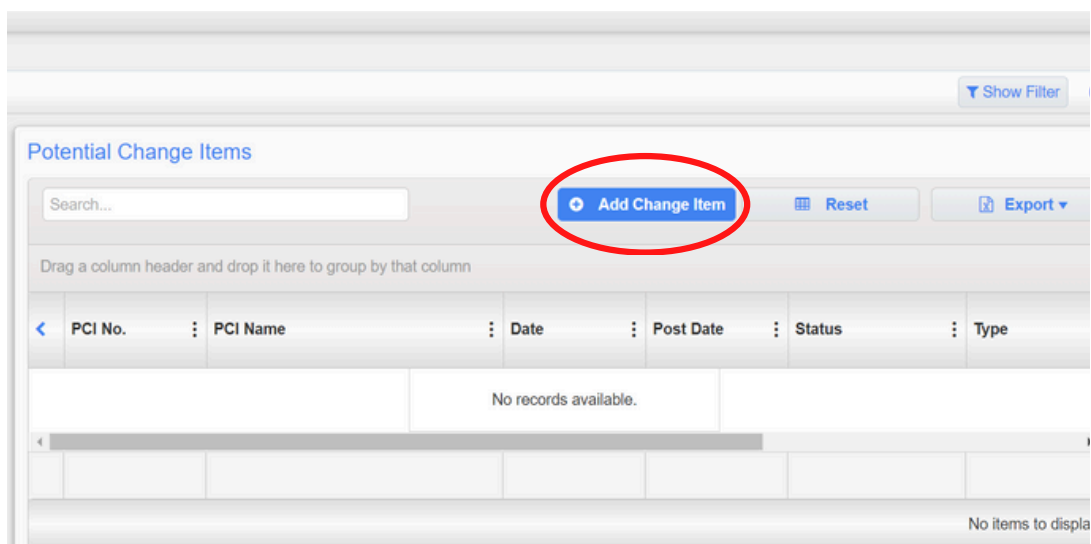 Show Filter
Potential Change Items
Search... Add Change Item Reset Export
Drag a column header and drop it here to group by that column
PCI No. PCI Name Date Post Date Status Type
No records available.
No items to displa